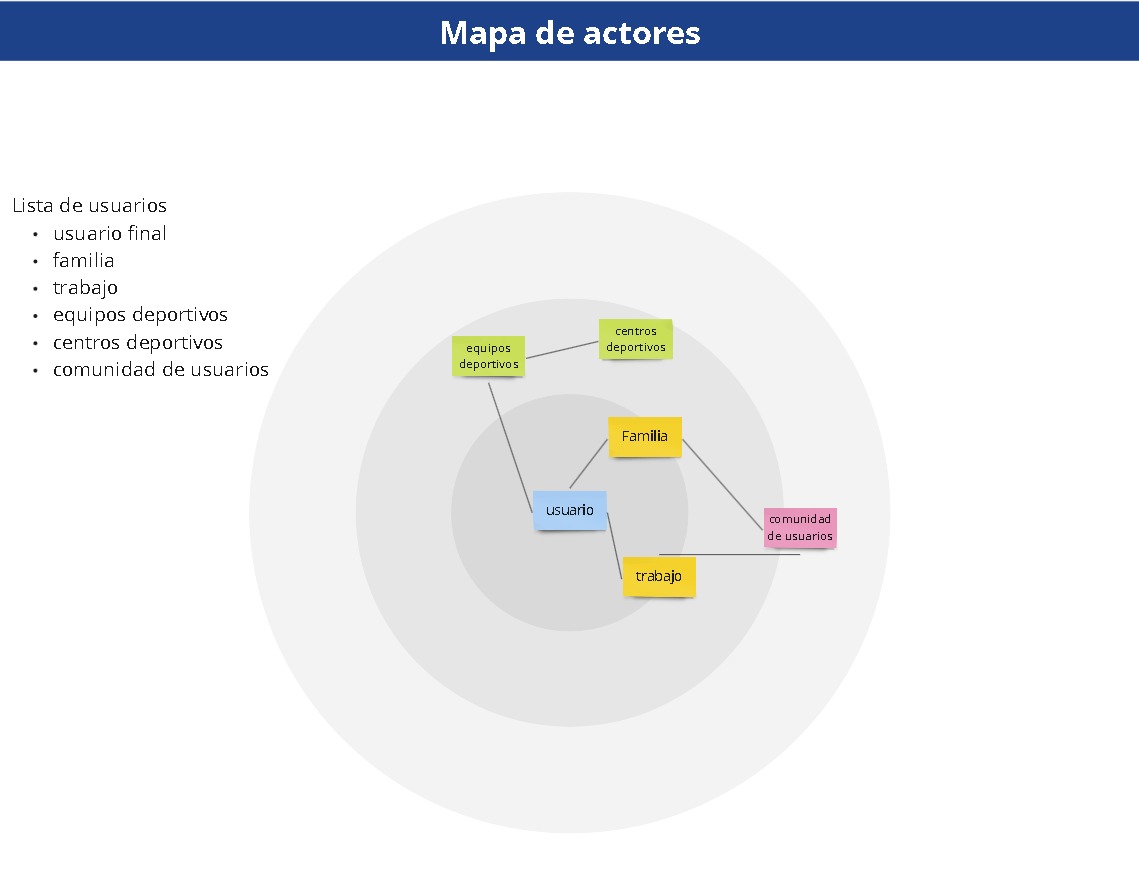 Mapa de actores
Lista de usuarios
• usuario final
• familia
• trabajo
• equipos deportivos
• centros deportivos
• comunidad de usuarios
centros
deportivos
equipos
deportivos
Familia
usuario
comunidad
de usuarios
trabajo